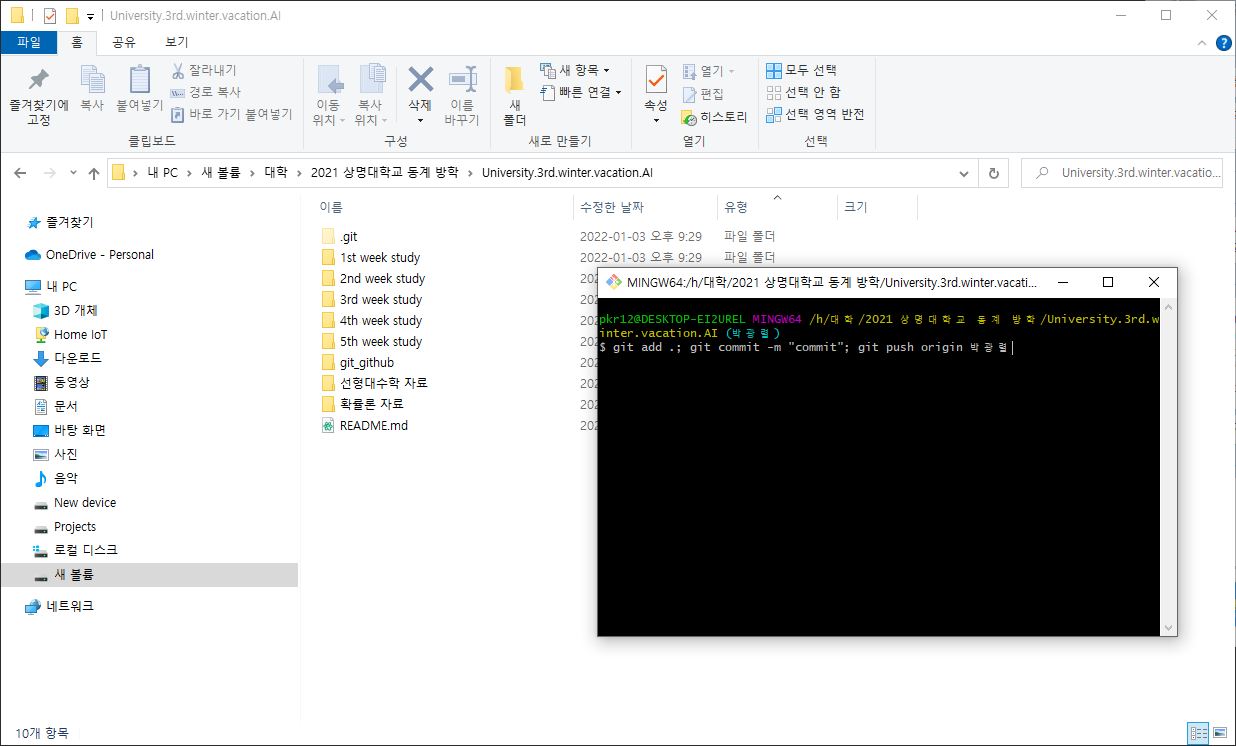 University.3rd.winter.vacation.AI
파일 홈 공유 보기
즐겨찾기에 고정
복사
붙여넣기
잘라내기
경로 복사
바로 가기 붙여넣기
클립보드
이동 위치
복사 위치
삭제
이름 바꾸기
구성
새 폴더
새 항목
빠른 연결
새로 만들기
속성
열기
편집
히스토리
열기
모두 선택
선택 안 함
선택 영역 반전
선택
내 PC > 새 볼륨 > 대학 > 2021 상명대학교 동계 방학 > University.3rd.winter.vacation.AI
University.3rd.winter.vacatio...
즐겨찾기
OneDrive - Personal
내 PC
3D 개체
Home IoT
다운로드
동영상
문서
바탕 화면
사진
음악
New device
Projects
로컬 디스크
새 볼륨
네트워크
이름 수정한 날짜 유형 크기
.git 2022-01-03 오후 9:29 파일 폴더
1st week study 2022-01-03 오후 9:29 파일 폴더
2nd week study 202
3rd week study 202
4th week study 202
5th week study 202
git_github 202
선형대수학 자료 202
확률론 자료 202
README.md 202
MINGW64:/h/대학/2021 상명대학교 동계 방학/University.3rd.winter.vacati...
pkr12@DESKTOP-EI2UREL MINGW64 /h/대학/2021 상명대학교 동계 방학/University.3rd.w
inter.vacation.AI (박광렬)
$ git add .; git commit -m "commit"; git push origin 박광렬
10개 항목